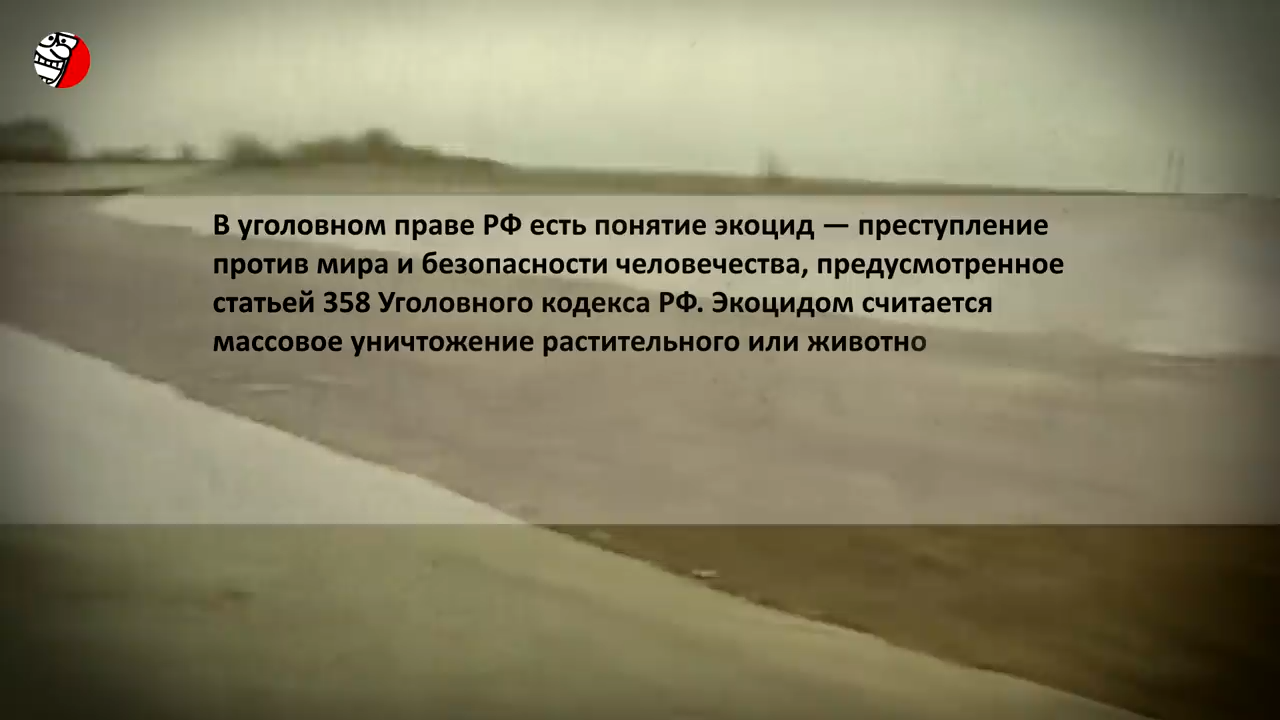 В уголовном праве РФ есть понятие экоцид — преступление
против мира и безопасности человечества, предусмотренное
статьей 358 Уголовного кодекса РФ. Экоцидом считается
массовое уничтожение растительного или животно